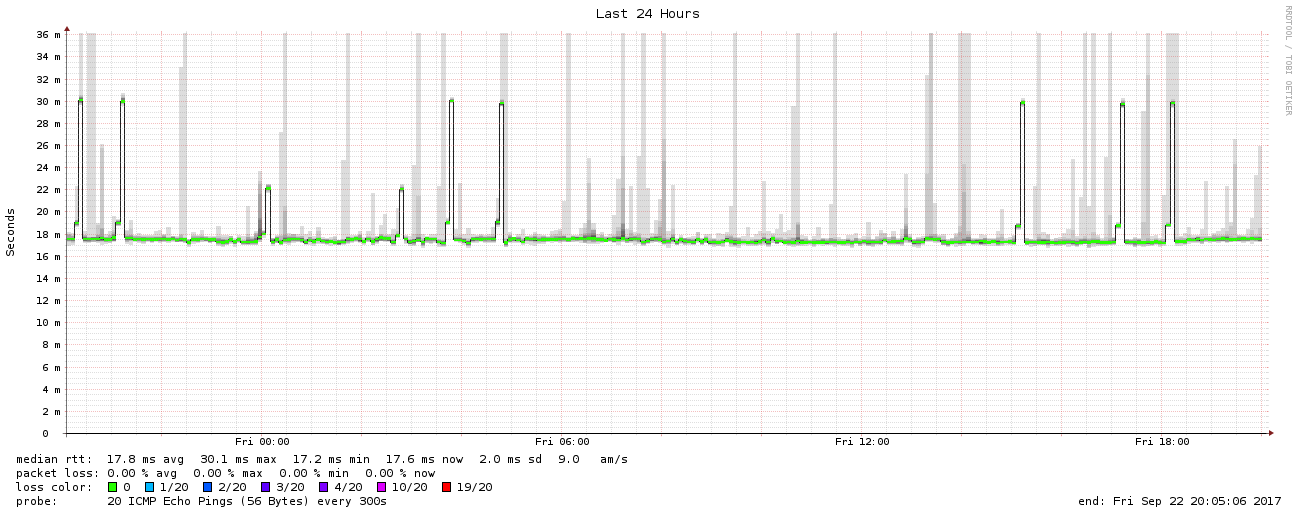 Last 24 Hours
RRDTOOL / TOBI OETIKER
Seconds
36 m
34 m
32 m
30 m
28 m
26 m
24 m
22 m
20 m
18 m
16 m
14 m
12 m
10 m
8 m
6 m
4 m
2 m
0
Fri 00:00 Fri 06:00 Fri 12:00 Fri 18:00
median rtt: 17.8 ms avg 30.1 ms max 17.2 ms min 17.6 ms now 2.0 ms sd 9.0 am/s
packet loss: 0.00 % avg 0.00 % max 0.00 % min 0.00 % now
loss color: 0 1/20 2/20 3/20 4/20 10/20 19/20
probe: 20 ICMP Echo Pings (56 Bytes) every 300s end: Fri Sep 22 20:05:06 2017